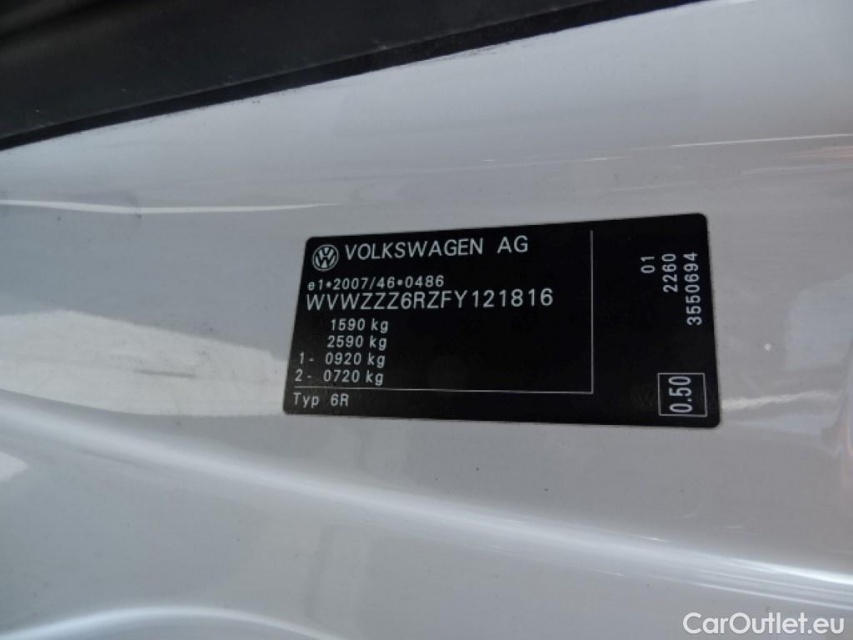 VOLKSWAGEN AG
e1*2007/46*0486
WVWZZZ6RZFY121816
1590 kg
2590 kg
1- 0920 kg
2- 0720 kg
Typ 6R
01
2260
3550694
0.50
CarOutlet.eu